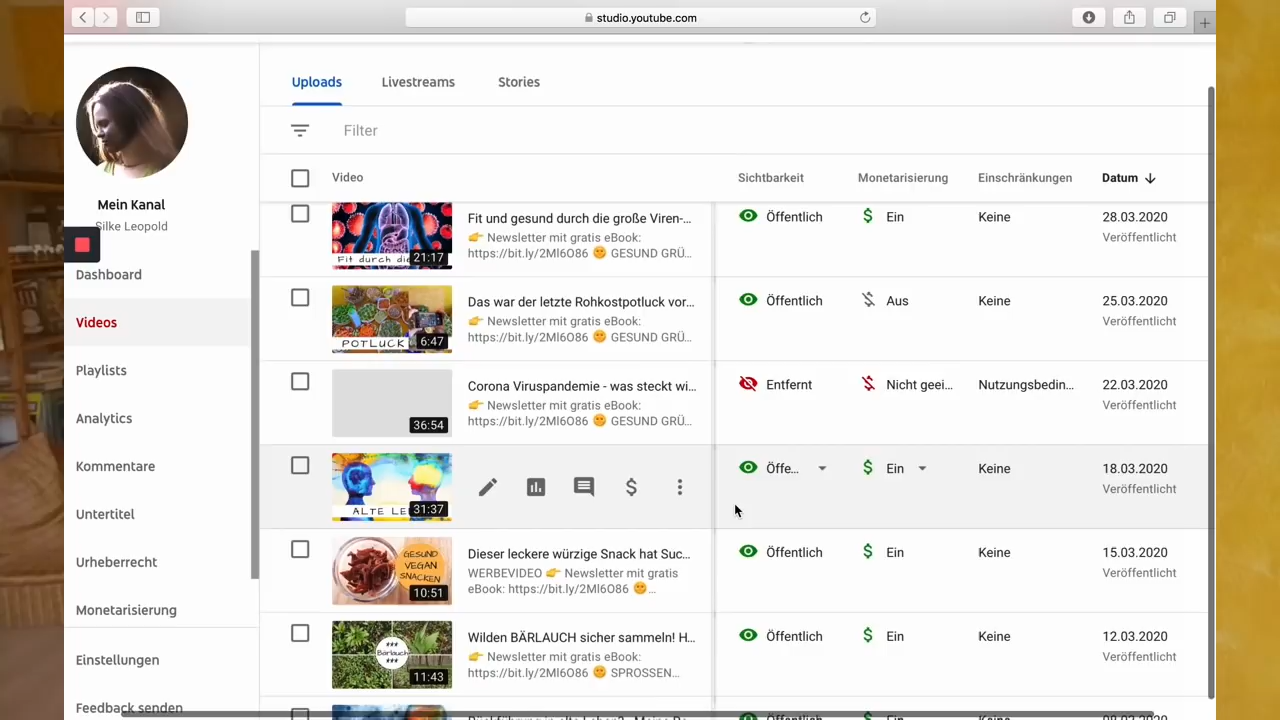 studio.youtube.com
Uploads
Livestreams
Stories
Filter
Mein Kanal
Silke Leopold
Dashboard
Videos
Playlists
Analytics
Kommentare
Untertitel
Urheberrecht
Monetarisierung
Einstellungen
Feedback senden
Video
Sichtbarkeit
Monetarisierung
Einschränkungen
Datum
Fit durch die
21:17
Fit und gesund durch die große Viren-...
👉 Newsletter mit gratis eBook:
https://bit.ly/2Ml6O86 🌞 GESUND GRÜ...
Öffentlich
Ein
Keine
28.03.2020
Veröffentlicht
POTLUCK
6:47
Das war der letzte Rohkostpotluck vor...
👉 Newsletter mit gratis eBook:
https://bit.ly/2Ml6O86 🌞 GESUND GRÜ...
Öffentlich
Aus
Keine
25.03.2020
Veröffentlicht
36:54
Corona Viruspandemie - was steckt wi...
👉 Newsletter mit gratis eBook:
https://bit.ly/2Ml6O86 🌞 GESUND GRÜ...
Entfernt
Nicht geei...
Nutzungsbedin...
22.03.2020
Veröffentlicht
ALTE LE
31:37
Öffe...
Ein
Keine
18.03.2020
Veröffentlicht
GESUND
VEGAN
SNACKEN
10:51
Dieser leckere würzige Snack hat Suc...
WERBEVIDEO 👉 Newsletter mit gratis
eBook: https://bit.ly/2Ml6O86 🌞...
Öffentlich
Ein
Keine
15.03.2020
Veröffentlicht
Bärlauch
11:43
Wilden BÄRLAUCH sicher sammeln! H...
👉 Newsletter mit gratis eBook:
https://bit.ly/2Ml6O86 🌞 SPROSSEN...
Öffentlich
Ein
Keine
12.03.2020
Veröffentlicht